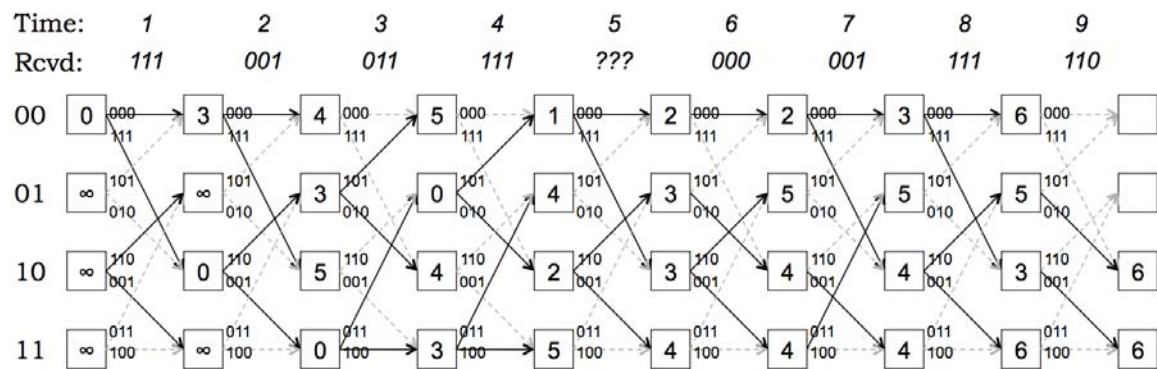 Time: 1 2 3 4 5 6 7 8 9
Rcvd: 111 001 011 111 ??? 000 001 111 110
00 0 000 3 000 4 000 5 000 1 000 2 000 2 000 3 000 6 000
111 111 111 111 111 111 111 111 111
101 101 101 101 101 101 101 101 101
01 ∞ ∞ 3 0 4 3 5 5 5
010 010 010 010 010 010 010 010 010
110 110 110 110 110 110 110 110 110
10 ∞ 0 5 4 2 3 4 4 3 6
001 001 001 001 001 001 001 001 001
011 011 011 011 011 011 011 011 011
11 ∞ ∞ 0 3 5 4 4 4 6 6
100 100 100 100 100 100 100 100 100